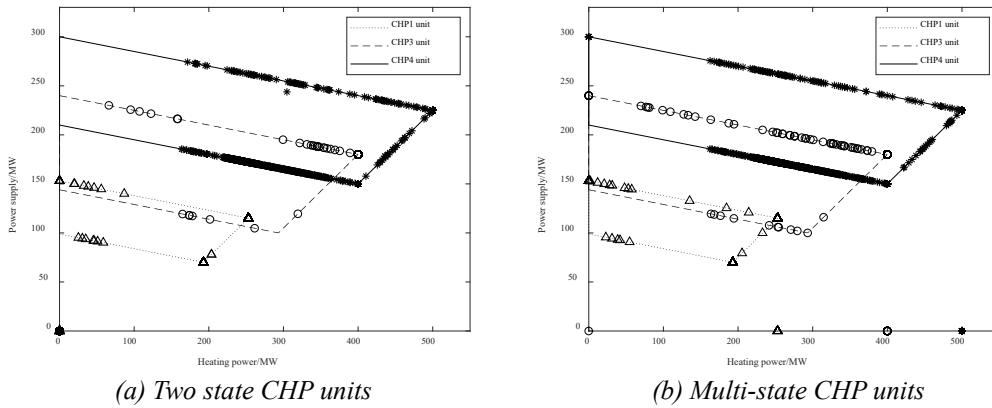 300
250
200
150
100
50
0
Power supply/MW
0 100 200 300 400 500
Heating power/MW
CHP1 unit
CHP3 unit
CHP4 unit
(a) Two state CHP units
300
250
200
150
100
50
0
Power supply/MW
0 100 200 300 400 500
Heating power/MW
CHP1 unit
CHP3 unit
CHP4 unit
(b) Multi-state CHP units